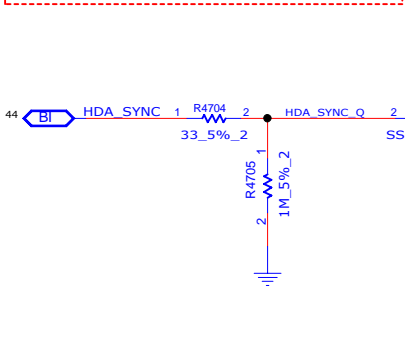 44 BI HDA_SYNC 1 R4704 2 HDA_SYNC_Q 2
33_5%_2 SS
1 R4705 1M_5%_2
2